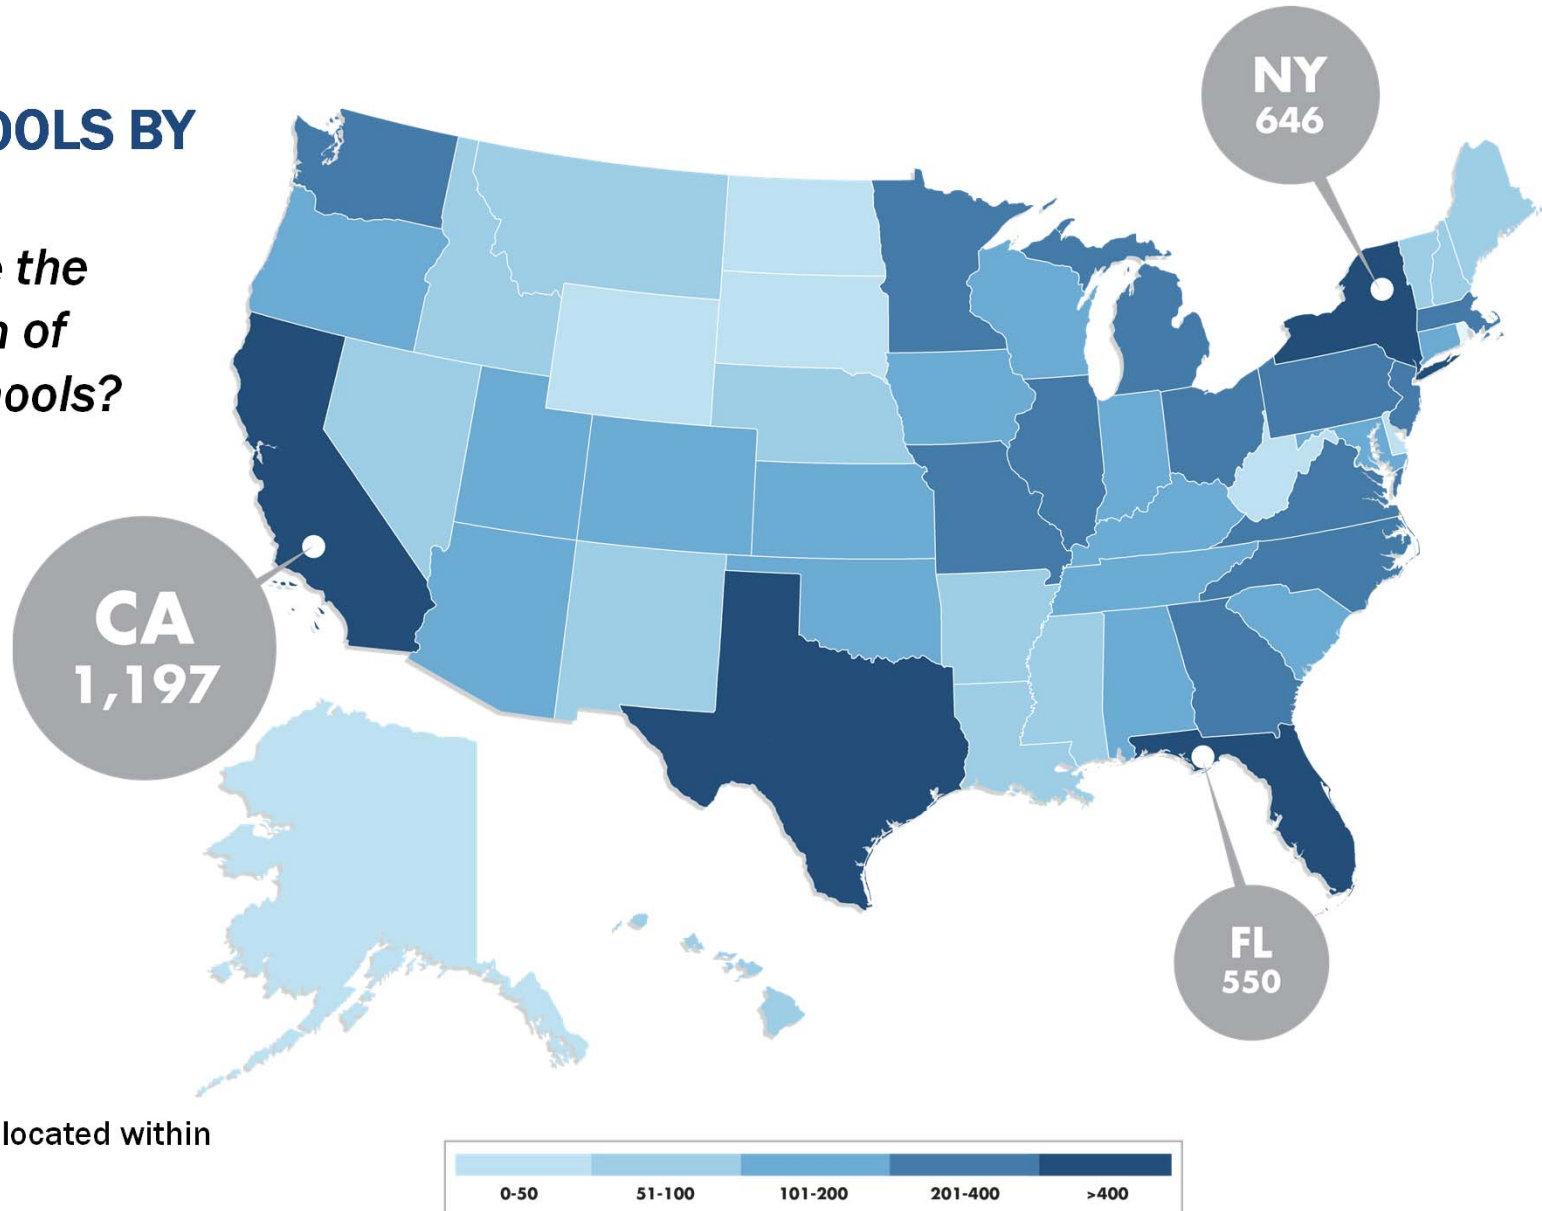 OOLS BY
e the
n of
ools?
NY
646
CA
1,197
FL
550
located within
0-50 51-100 101-200 201-400 >400